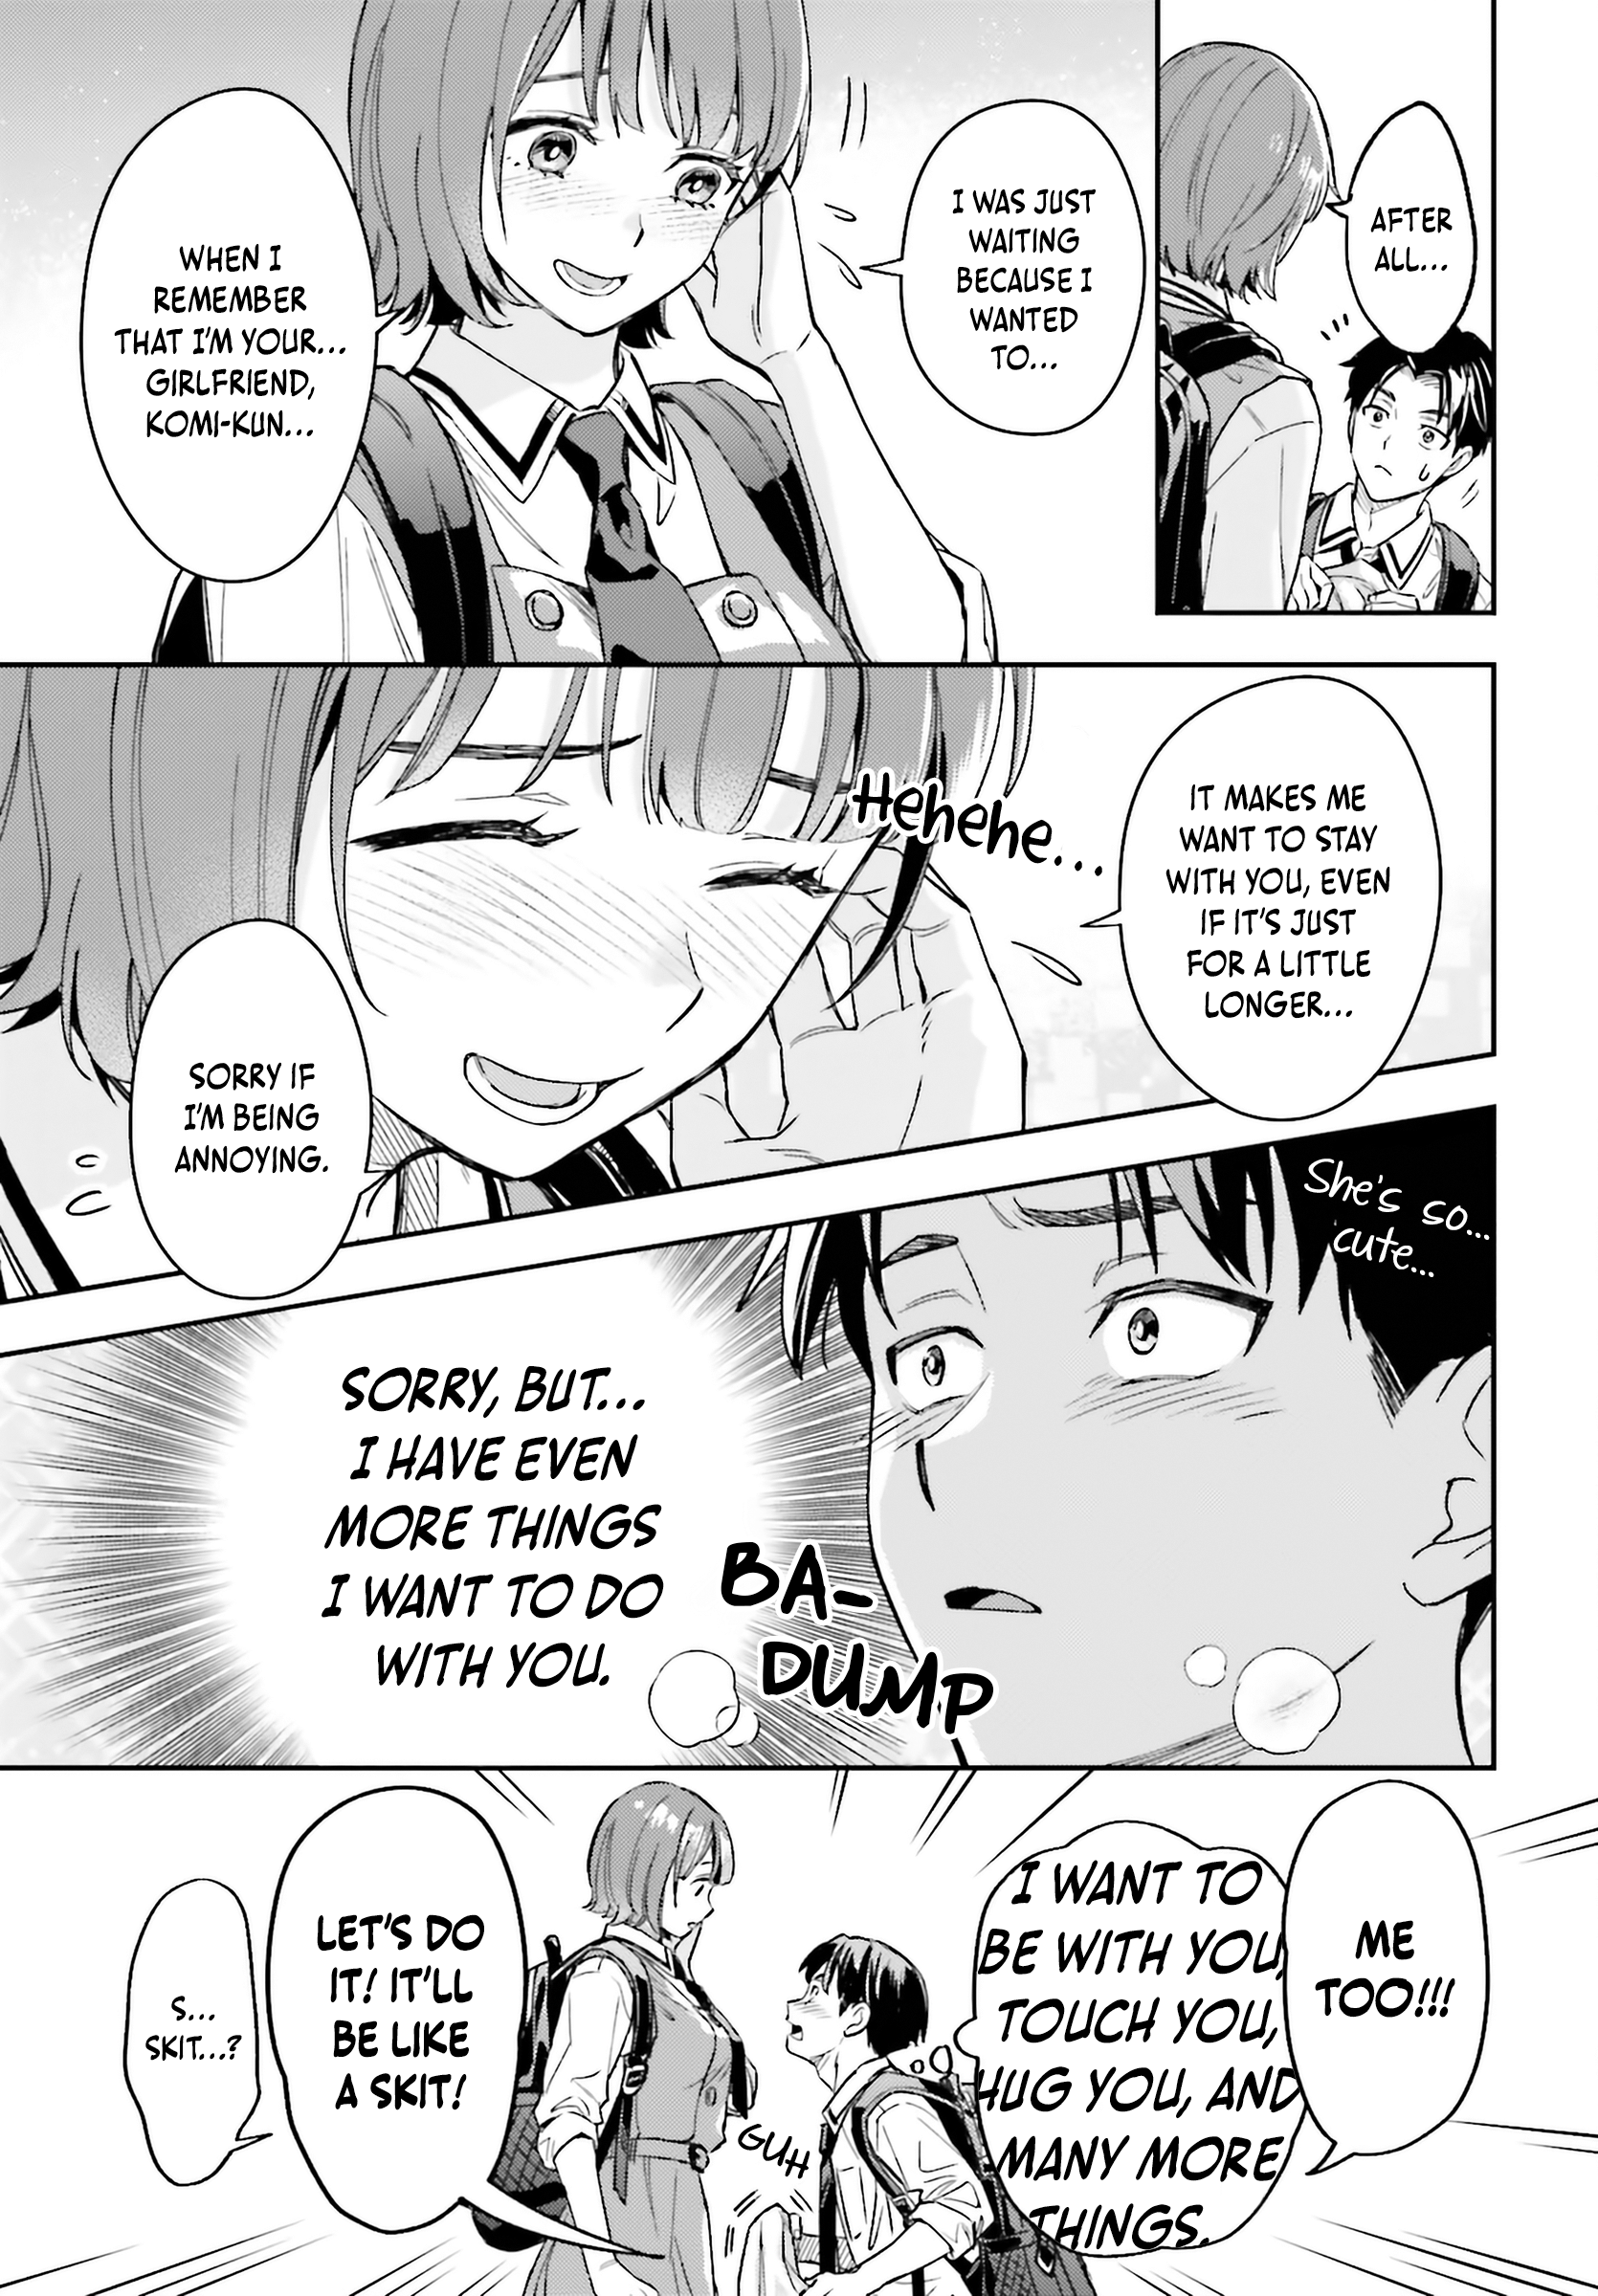 AFTER
ALL...
I WAS JUST
WAITING
BECAUSE I
WANTED
TO...
WHEN I
REMEMBER
THAT I'M YOUR...
GIRLFRIEND,
KOMI-KUN...
IT MAKES ME
WANT TO STAY
WITH YOU, EVEN
IF IT'S JUST
FOR A LITTLE
LONGER...
Hehehe...
SORRY IF
I'M BEING
ANNOYING.
She's so...
cute...
SORRY, BUT...
I HAVE EVEN
MORE THINGS
I WANT TO DO
WITH YOU.
BA-
DUMP
ME
TOO!!!
I WANT TO
BE WITH YOU,
TOUCH YOU,
HUG YOU, AND
MANY MORE
THINGS.
GUH
LET'S DO
IT! IT'LL
BE LIKE
A SKIT!
S...
SKIT...?